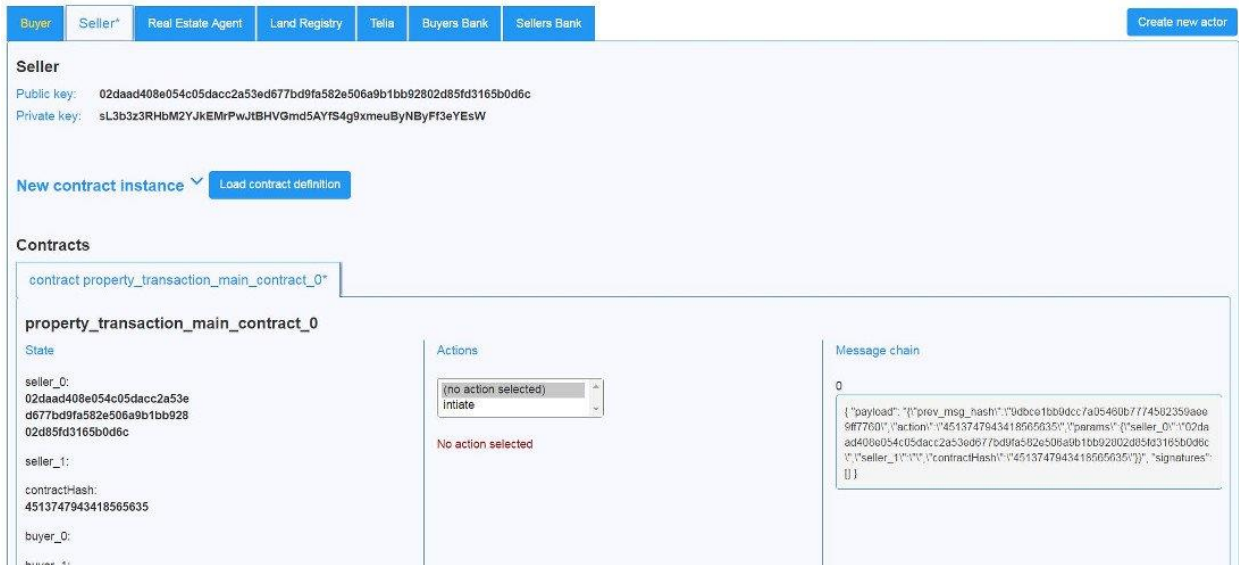 Buyer Seller* Real Estate Agent Land Registry Telia Buyers Bank Sellers Bank Create new actor
Seller
Public key: 02daad408e054c05dacc2a53ed677bd9fa582e506a9b1bb92802d85fd3165b0d6c
Private key: sL3b3z3RHbM2YJkEMrPwJtBHVGmd5AYfS4g9xmeuByNByFf3eYEsW
New contract instance Load contract definition
Contracts
contract property_transaction_main_contract_0*
property_transaction_main_contract_0
State
seller_0:
02daad408e054c05dacc2a53e
d677bd9fa582e506a9b1bb928
02d85fd3165b0d6c
seller_1:
contractHash:
4513747943418565635
buyer_0:
buyer_1:
Actions
(no action selected)
intiate
No action selected
Message chain
0
{ "payload": "{\"prev_msg_hash\":\"9dbce1bb9dcc7a05460b7774582359aee
9ff7760\",\"action\":\"4513747943418565635\",\"params\":{\"seller_0\":\"02da
ad408e054c05dacc2a53ed677bd9fa582e506a9b1bb92802d85fd3165b0d6c
\",\"seller_1\":\"\",\"contractHash\":\"4513747943418565635\"}}", "signatures":
[] }